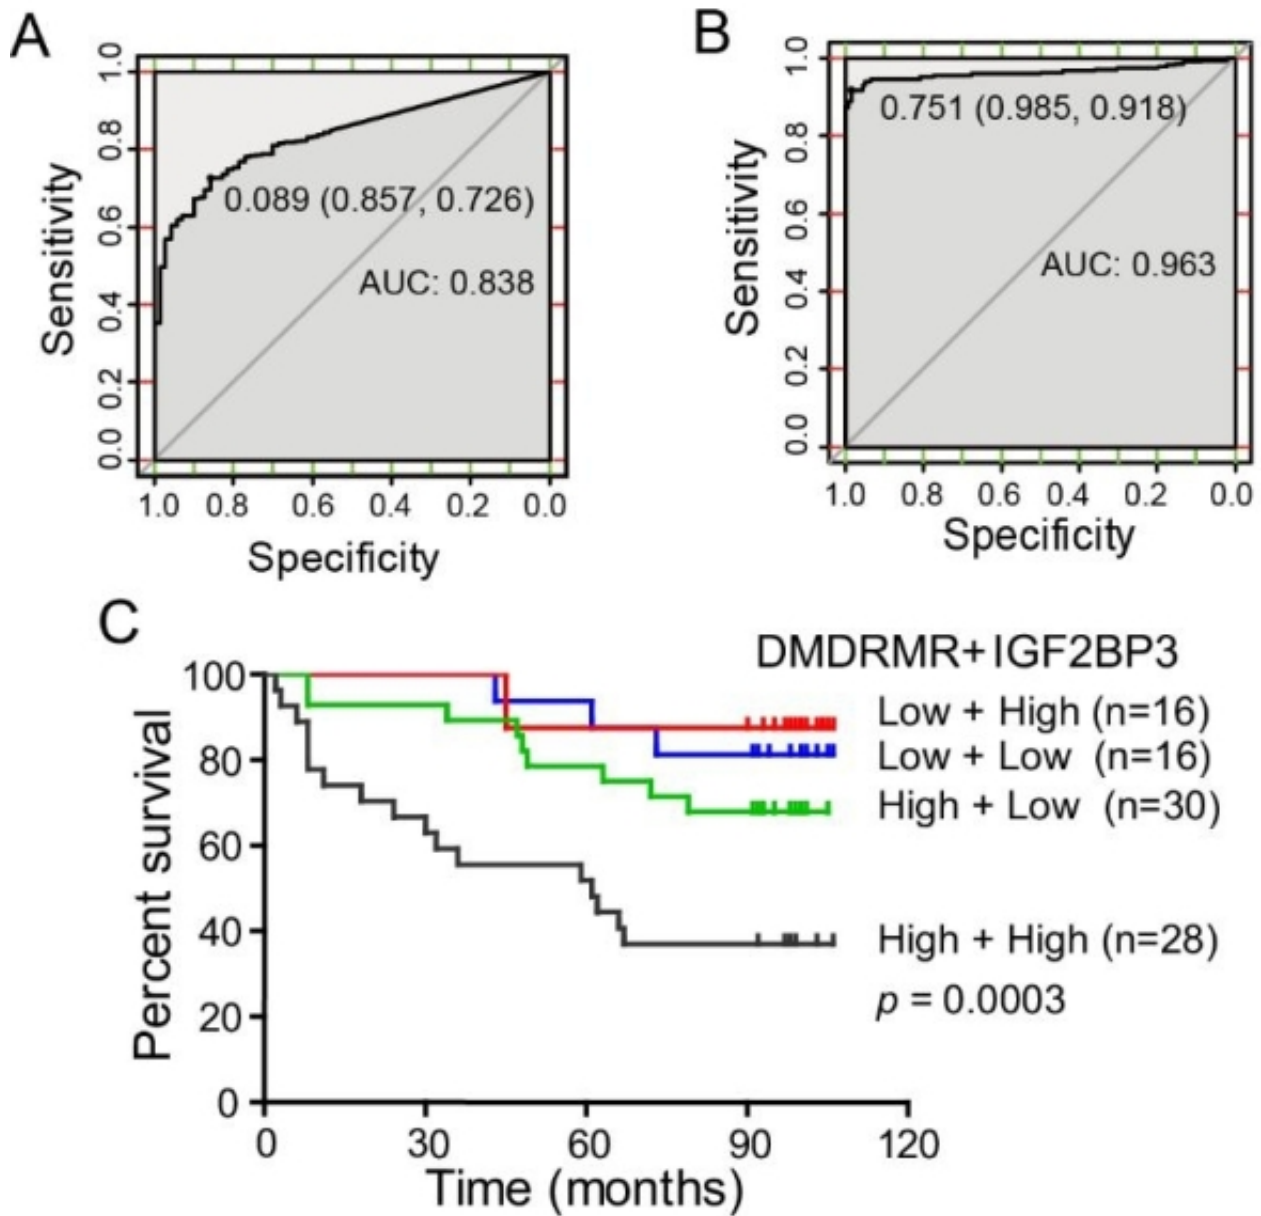 A
Sensitivity
1.0
0.8
0.6
0.4
0.2
0.0
0.089 (0.857, 0.726)
AUC: 0.838
1.0 0.8 0.6 0.4 0.2 0.0
Specificity
B
Sensitivity
1.0
0.8
0.6
0.4
0.2
0.0
0.751 (0.985, 0.918)
AUC: 0.963
1.0 0.8 0.6 0.4 0.2 0.0
Specificity
C
Percent survival
100
80
60
40
20
0
DMDRMR+IGF2BP3
Low + High (n=16)
Low + Low (n=16)
High + Low (n=30)
High + High (n=28)
p = 0.0003
0 30 60 90 120
Time (months)